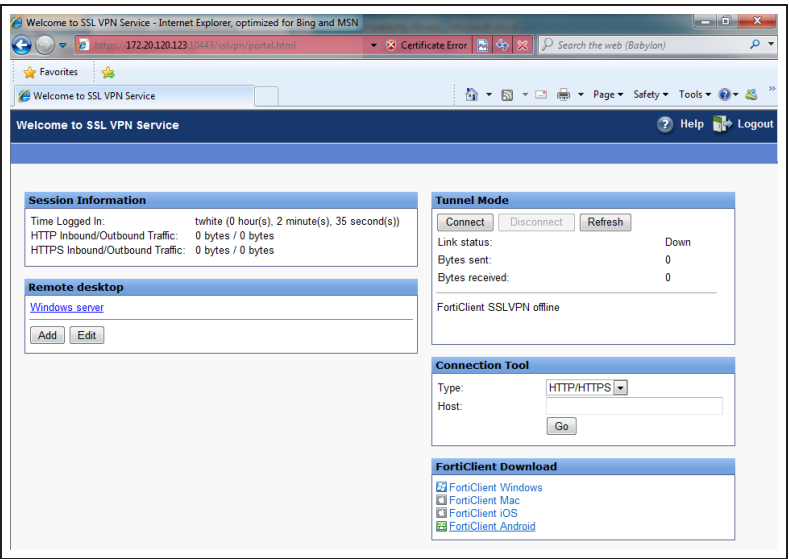 Welcome to SSL VPN Service - Internet Explorer, optimized for Bing and MSN
https://172.20.120.123:10443/sslvpn/portal.html
Certificate Error
Search the web (Babylon)
Favorites
Welcome to SSL VPN Service
Page
Safety
Tools
Welcome to SSL VPN Service
Help
Logout
Session Information
Time Logged In: twhite (0 hour(s), 2 minute(s), 35 second(s))
HTTP Inbound/Outbound Traffic: 0 bytes / 0 bytes
HTTPS Inbound/Outbound Traffic: 0 bytes / 0 bytes
Remote desktop
Windows server
Add Edit
Tunnel Mode
Connect Disconnect Refresh
Link status: Down
Bytes sent: 0
Bytes received: 0
FortiClient SSLVPN offline
Connection Tool
Type: HTTP/HTTPS
Host:
Go
FortiClient Download
FortiClient Windows
FortiClient Mac
FortiClient iOS
FortiClient Android